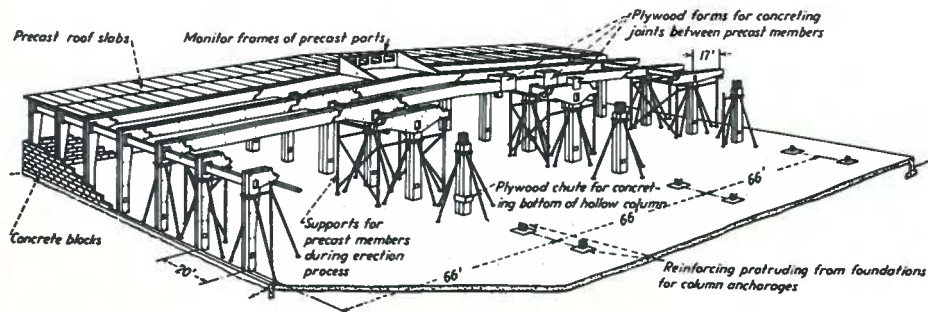 Plywood forms for concreting
joints between precast members
Precast roof slabs
Monitor frames of precast parts
17'
Plywood chute for concret-
ing bottom of hollow column
66'
66'
66'
Concrete blocks
Supports for
precast members
during erection
process
20'
Reinforcing protruding from foundations
for column anchorages